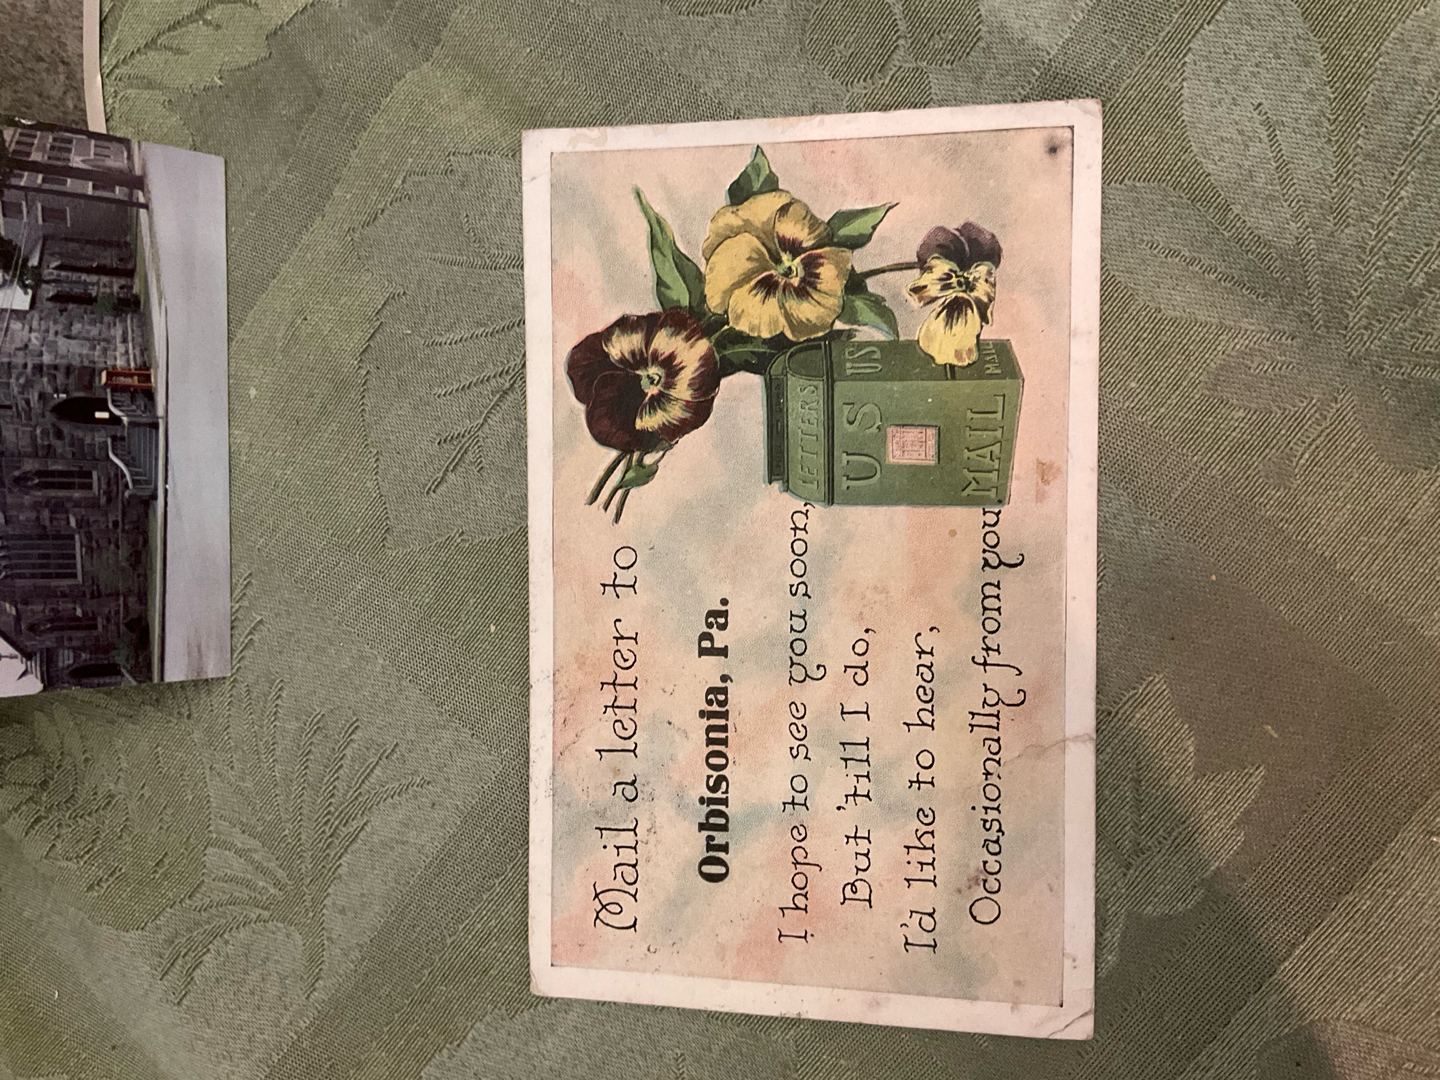 Mail a letter to
Orbisonia, Pa.
I hope to see you soon,
But 'till I do,
I'd like to hear,
Occasionally from you.
LETTERS
U S
MAIL
US
MAIL